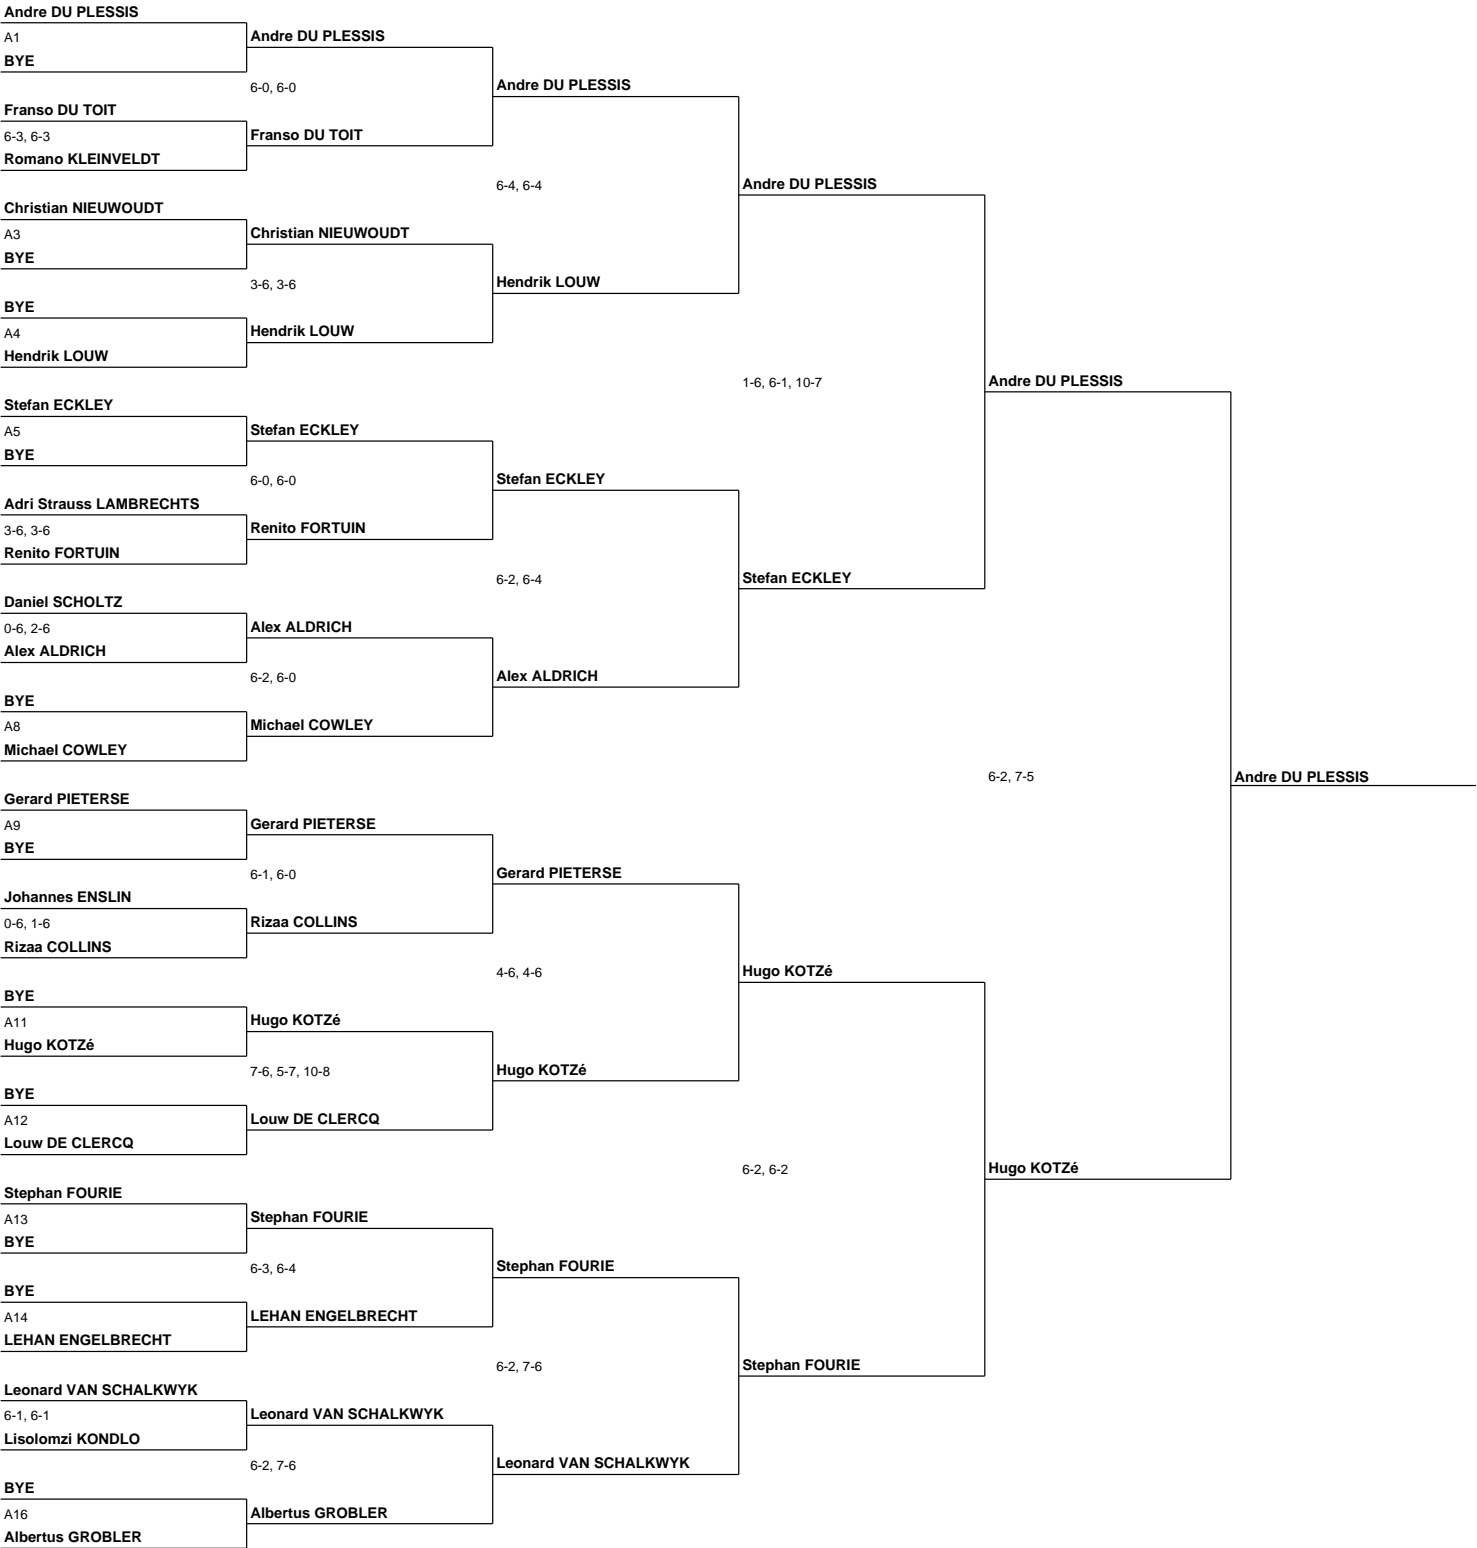 Andre DU PLESSIS
A1
BYE
Andre DU PLESSIS
6-0, 6-0
Andre DU PLESSIS
Franso DU TOIT
6-3, 6-3
Romano KLEINVELDT
Franso DU TOIT
6-4, 6-4
Andre DU PLESSIS
Christian NIEUWOUDT
A3
BYE
Christian NIEUWOUDT
3-6, 3-6
Hendrik LOUW
BYE
A4
Hendrik LOUW
Hendrik LOUW
1-6, 6-1, 10-7
Andre DU PLESSIS
Stefan ECKLEY
A5
BYE
Stefan ECKLEY
6-0, 6-0
Stefan ECKLEY
Adri Strauss LAMBRECHTS
3-6, 3-6
Renito FORTUIN
Renito FORTUIN
6-2, 6-4
Stefan ECKLEY
Daniel SCHOLTZ
0-6, 2-6
Alex ALDRICH
Alex ALDRICH
6-2, 6-0
Alex ALDRICH
BYE
A8
Michael COWLEY
Michael COWLEY
6-2, 7-5
Andre DU PLESSIS
Gerard PIETERSE
A9
BYE
Gerard PIETERSE
6-1, 6-0
Gerard PIETERSE
Johannes ENSLIN
0-6, 1-6
Rizaa COLLINS
Rizaa COLLINS
4-6, 4-6
Hugo KOTZé
BYE
A11
Hugo KOTZé
Hugo KOTZé
7-6, 5-7, 10-8
Hugo KOTZé
BYE
A12
Louw DE CLERCQ
Louw DE CLERCQ
6-2, 6-2
Hugo KOTZé
Stephan FOURIE
A13
BYE
Stephan FOURIE
6-3, 6-4
Stephan FOURIE
BYE
A14
LEHAN ENGELBRECHT
LEHAN ENGELBRECHT
6-2, 7-6
Stephan FOURIE
Leonard VAN SCHALKWYK
6-1, 6-1
Lisolomzi KONDLO
Leonard VAN SCHALKWYK
6-2, 7-6
Leonard VAN SCHALKWYK
BYE
A16
Albertus GROBLER
Albertus GROBLER